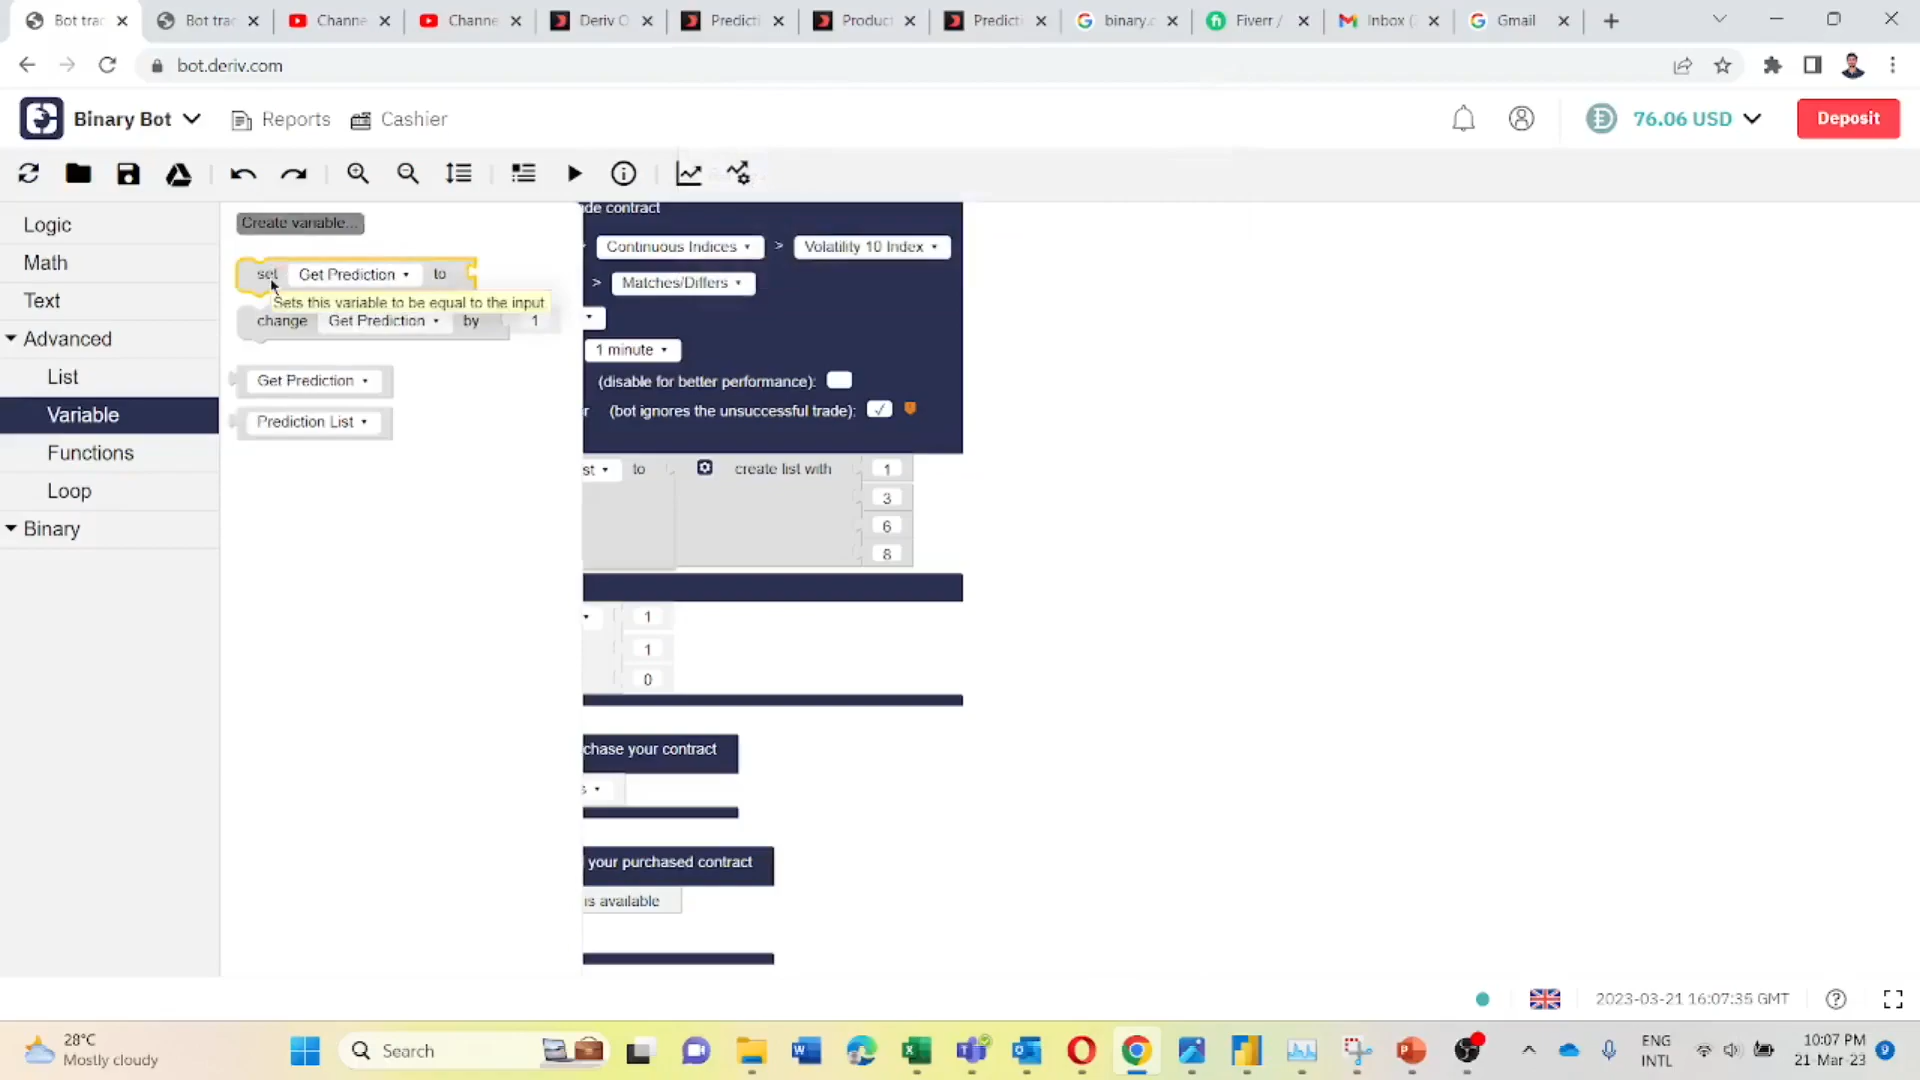 Bot trac
Bot trac
Channe
Channe
Deriv O
Predicti
Product
Predicti
binary.c
Fiverr /
Inbox (
Gmail
bot.deriv.com
Binary Bot
Reports
Cashier
76.06 USD
Deposit
Logic
Math
Text
Advanced
List
Variable
Functions
Loop
Binary
Create variable...
set Get Prediction to
Sets this variable to be equal to the input
change Get Prediction by 1
Get Prediction
Prediction List
de contract
Continuous Indices > Volatility 10 Index
> Matches/Differs
1 minute
(disable for better performance):
r (bot ignores the unsuccessful trade): ✓
st to create list with 1
3
6
8
1
1
0
chase your contract
s
your purchased contract
is available
2023-03-21 16:07:35 GMT
28°C
Mostly cloudy
Search
ENG
INTL
10:07 PM
21-Mar-23
9